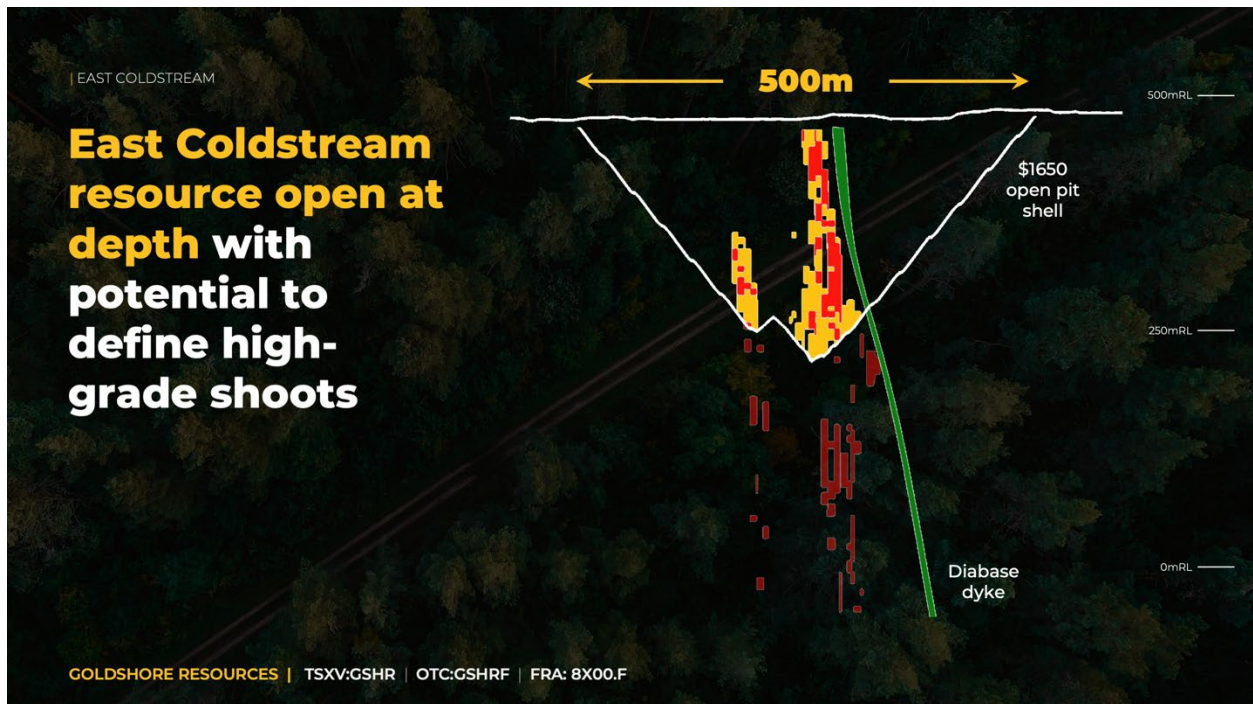 | EAST COLDSTREAM
East Coldstream
resource open at
depth with
potential to
define high-
grade shoots
500m
500mRL
$1650
open pit
shell
250mRL
0mRL
Diabase
dyke
GOLDSHORE RESOURCES | TSXV:GSHR | OTC:GSHRF | FRA: 8X00.F